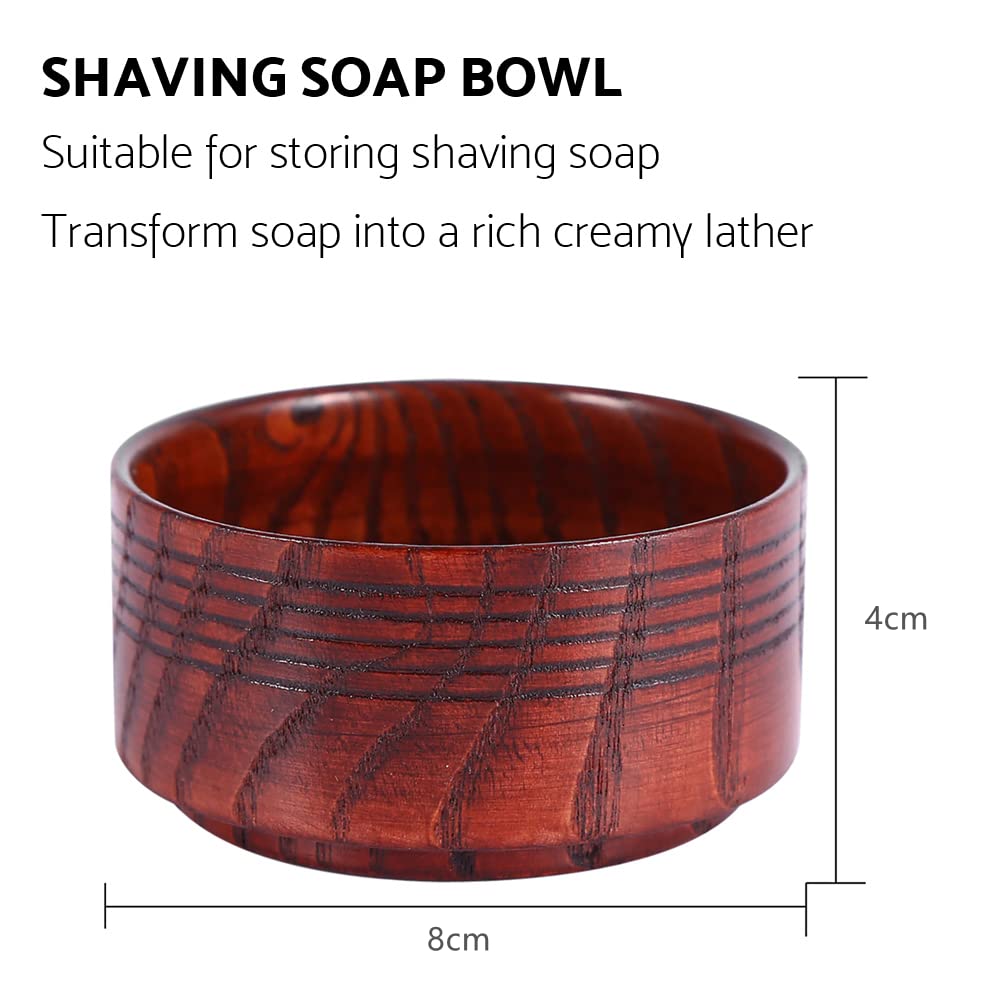 SHAVING SOAP BOWL
Suitable for storing shaving soap
Transform soap into a rich creamy lather
4cm
8cm